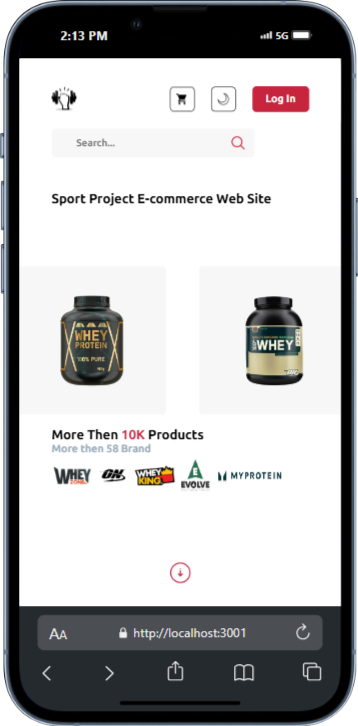 2:13 PM
5G
Log In
Search...
Sport Project E-commerce Web Site
WHEY
PROTEIN
100% PURE
WHEY
More Then 10K Products
More then 58 Brand
WHEY
ZONE
ON
WHEY
KING
EVOLVE
MYPROTEIN
AA
http://localhost:3001